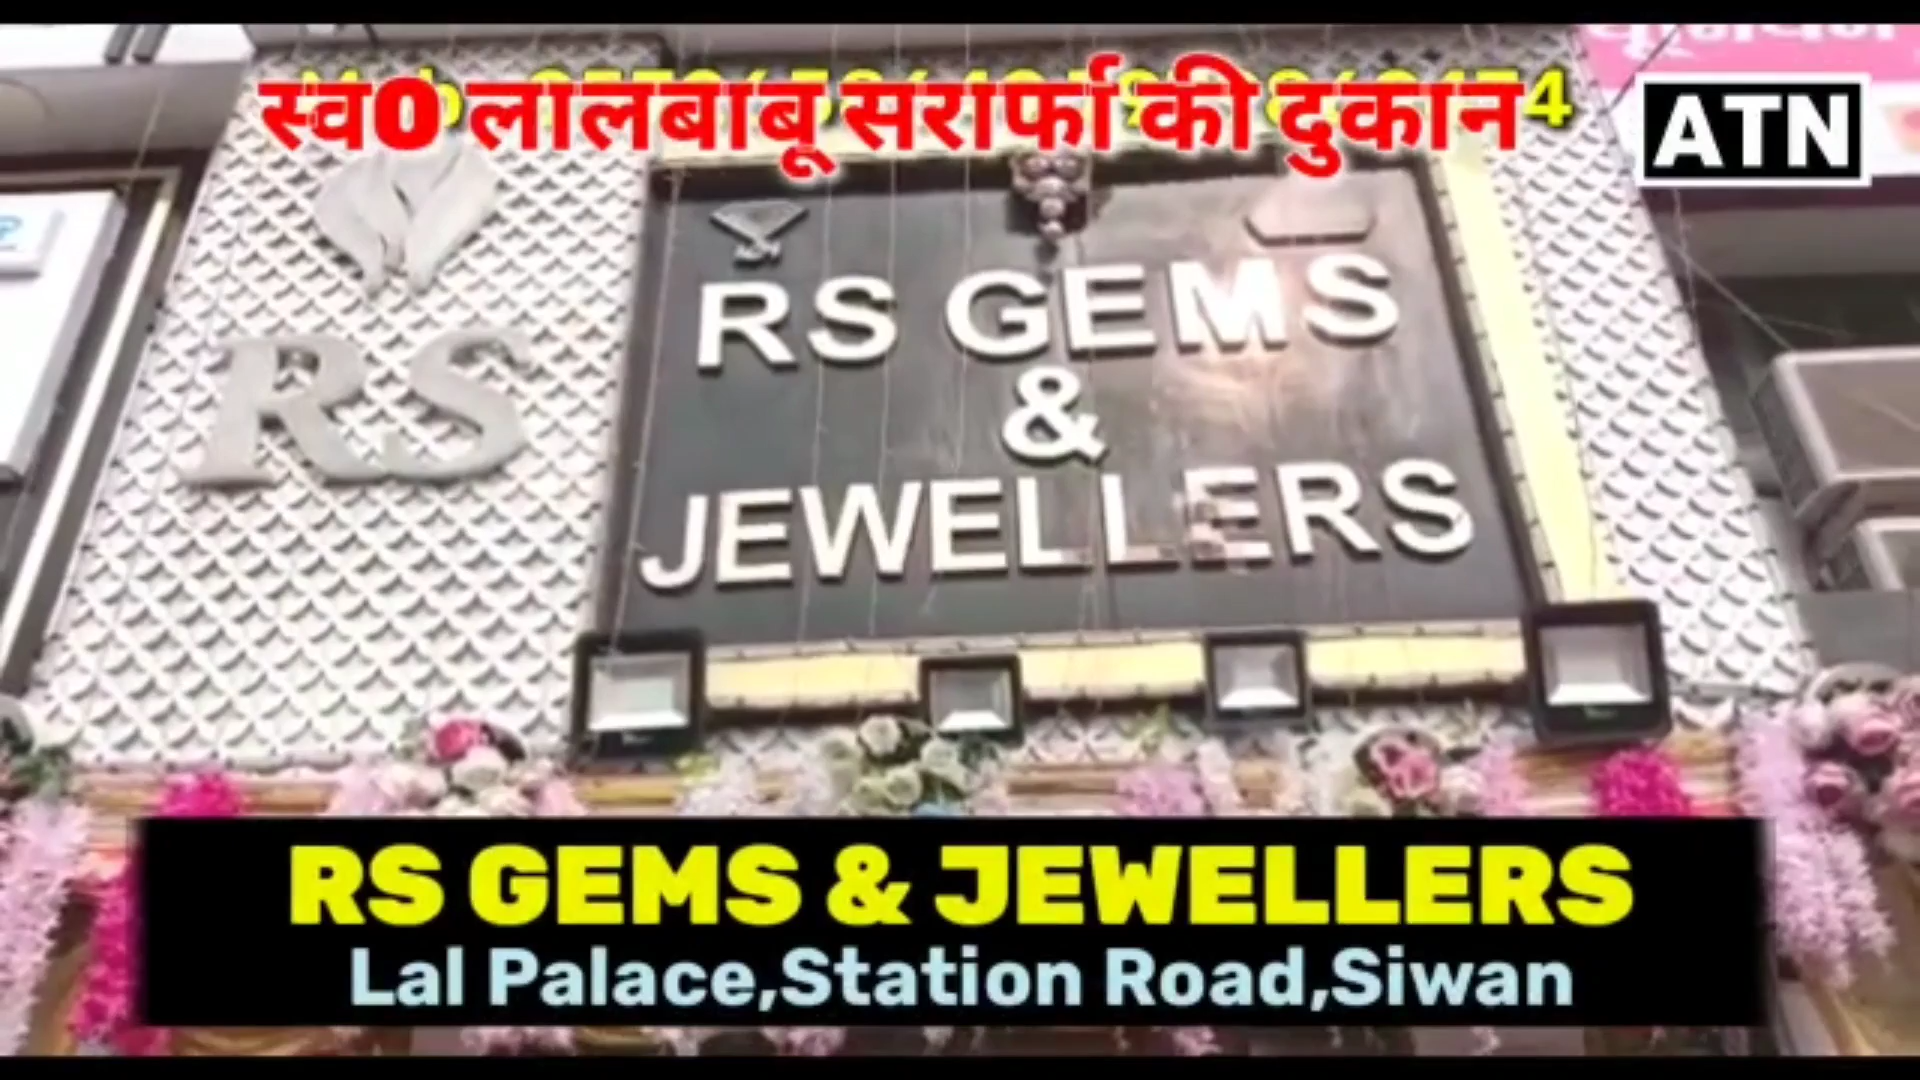 स्व0 लालबाबू सरार्फा की दुकान
ATN
RS GEMS
&
JEWELLERS
RS
RS GEMS & JEWELLERS
Lal Palace,Station Road,Siwan